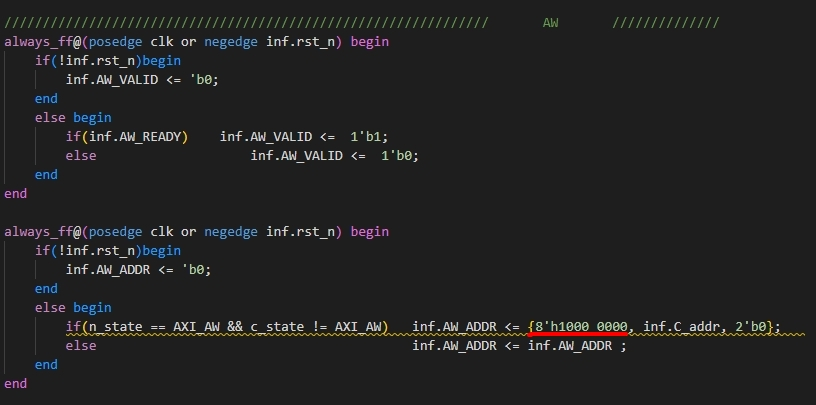 /////////////////////////////////////////////////////////////// AW //////////////
always_ff@(posedge clk or negedge inf.rst_n) begin
if(!inf.rst_n)begin
inf.AW_VALID <= 'b0;
end
else begin
if(inf.AW_READY) inf.AW_VALID <= 1'b1;
else inf.AW_VALID <= 1'b0;
end
end
always_ff@(posedge clk or negedge inf.rst_n) begin
if(!inf.rst_n)begin
inf.AW_ADDR <= 'b0;
end
else begin
if(n_state == AXI_AW && c_state != AXI_AW) inf.AW_ADDR <= {8'h1000_0000, inf.C_addr, 2'b0};
else inf.AW_ADDR <= inf.AW_ADDR ;
end
end